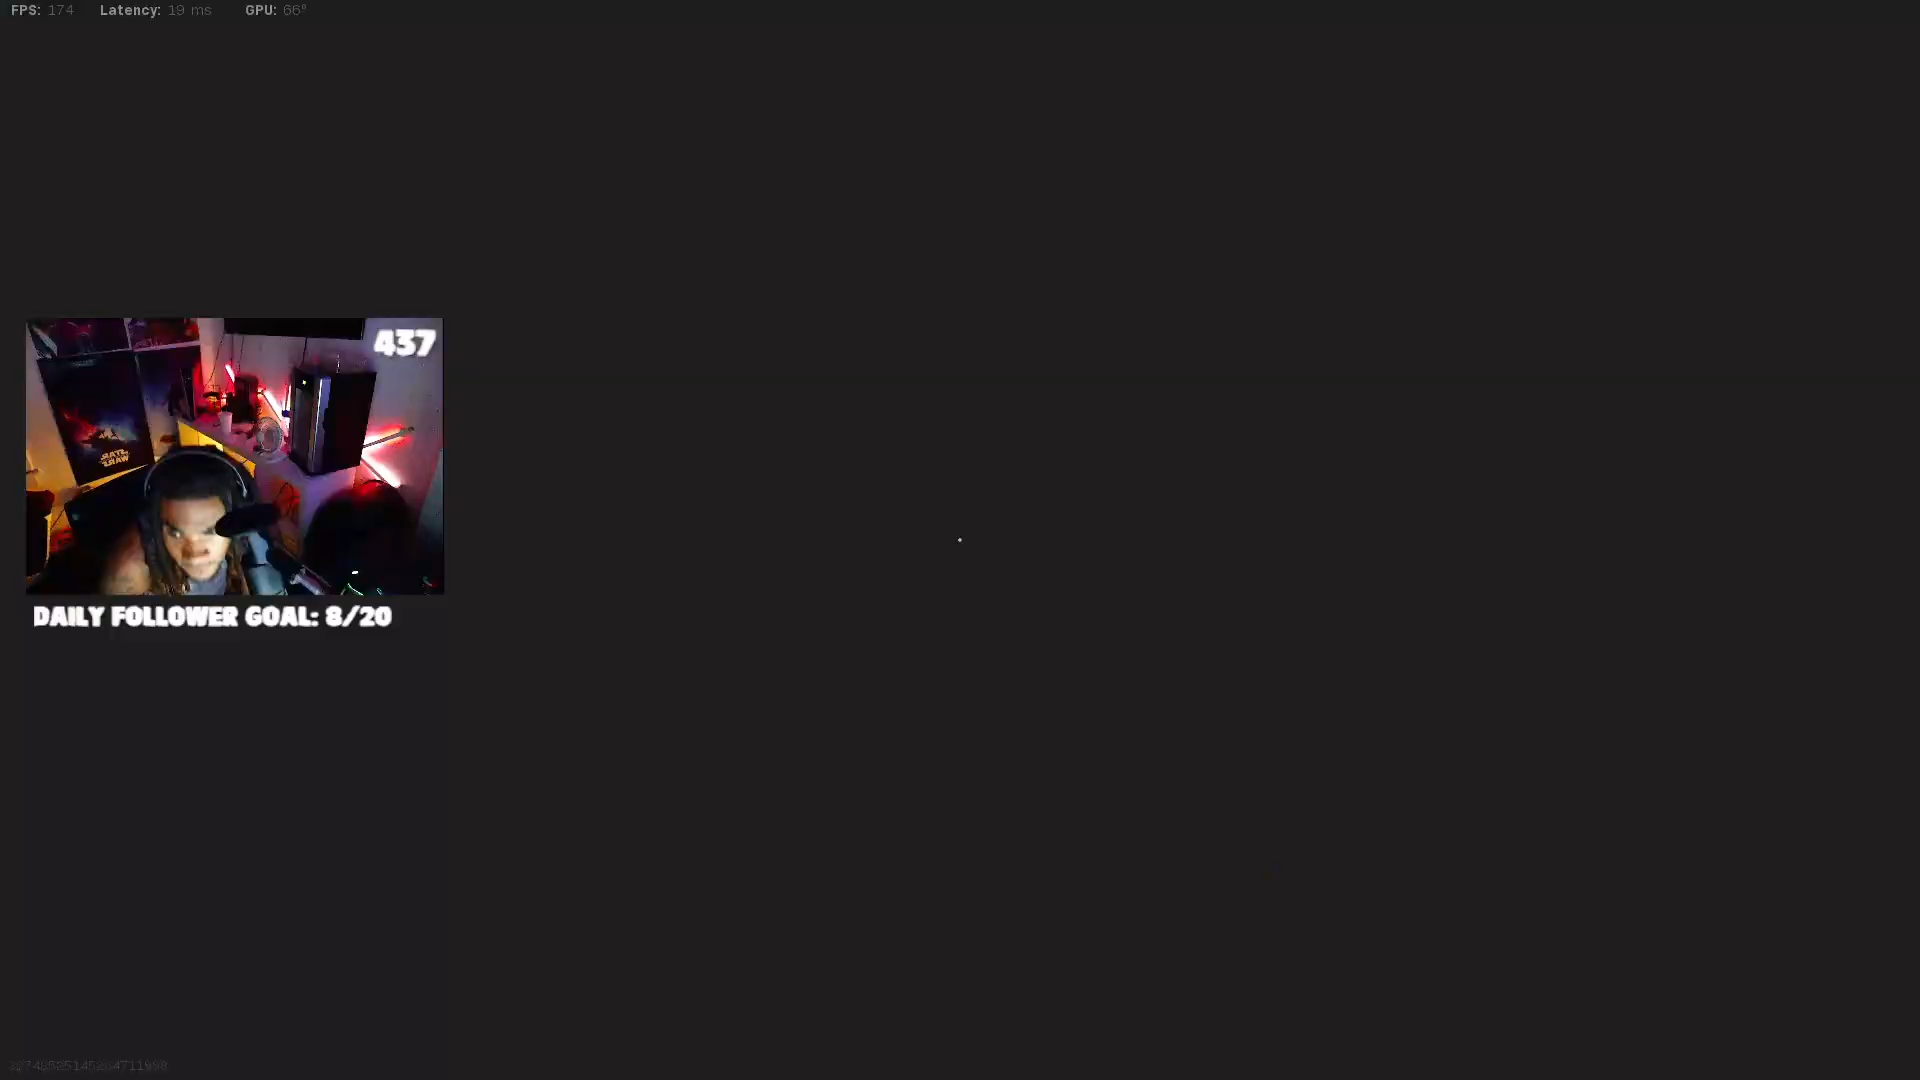 FPS: 174 Latency: 19 ms GPU: 66°
437
DAILY FOLLOWER GOAL: 8/20